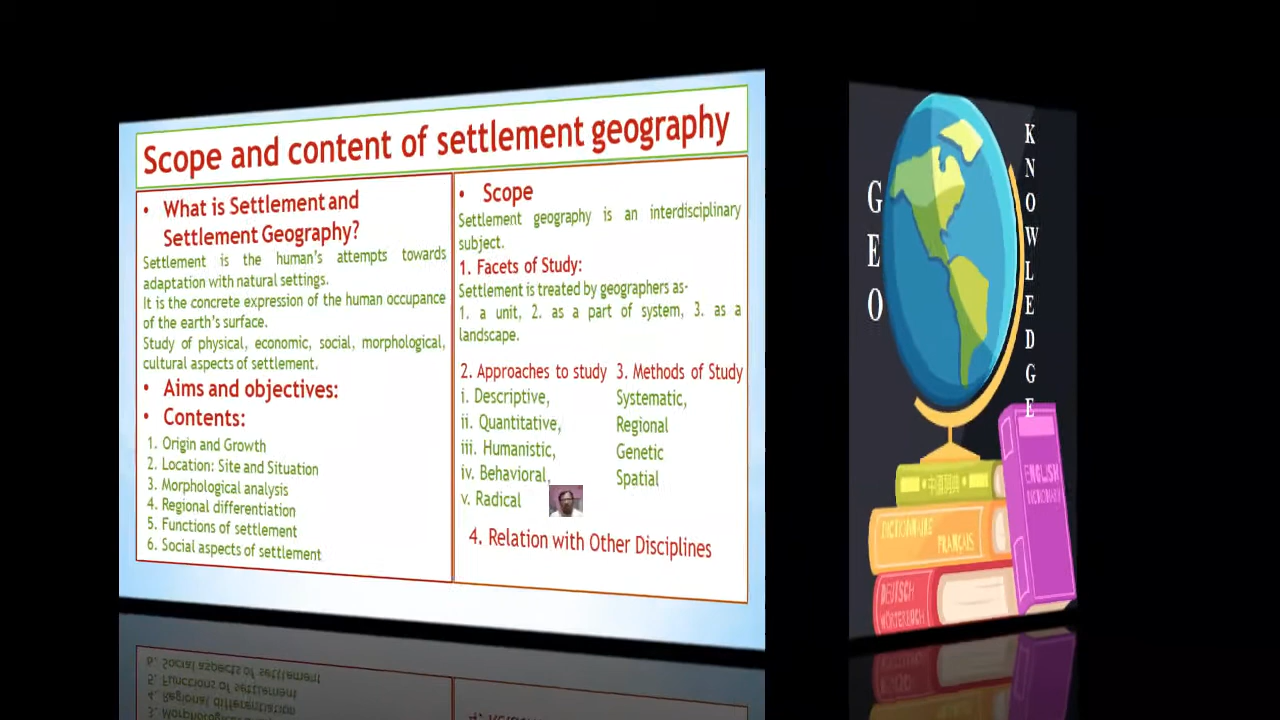 Scope and content of settlement geography
• What is Settlement and
Settlement Geography?
Settlement is the human's attempts towards
adaptation with natural settings.
It is the concrete expression of the human occupance
of the earth's surface.
Study of physical, economic, social, morphological,
cultural aspects of settlement.
• Aims and objectives:
• Contents:
1. Origin and Growth
2. Location: Site and Situation
3. Morphological analysis
4. Regional differentiation
5. Functions of settlement
6. Social aspects of settlement
• Scope
Settlement geography is an interdisciplinary
subject.
1. Facets of Study:
Settlement is treated by geographers as-
1. a unit, 2. as a part of system, 3. as a
landscape.
2. Approaches to study
i. Descriptive,
ii. Quantitative,
iii. Humanistic,
iv. Behavioral,
v. Radical
3. Methods of Study
Systematic,
Regional
Genetic
Spatial
4. Relation with Other Disciplines
GEO
KNOWLEDGE
ENGLISH
DICTIONARY
DICTIONNAIRE
FRANÇAIS
DEUTSCH
WÖRTERBUCH